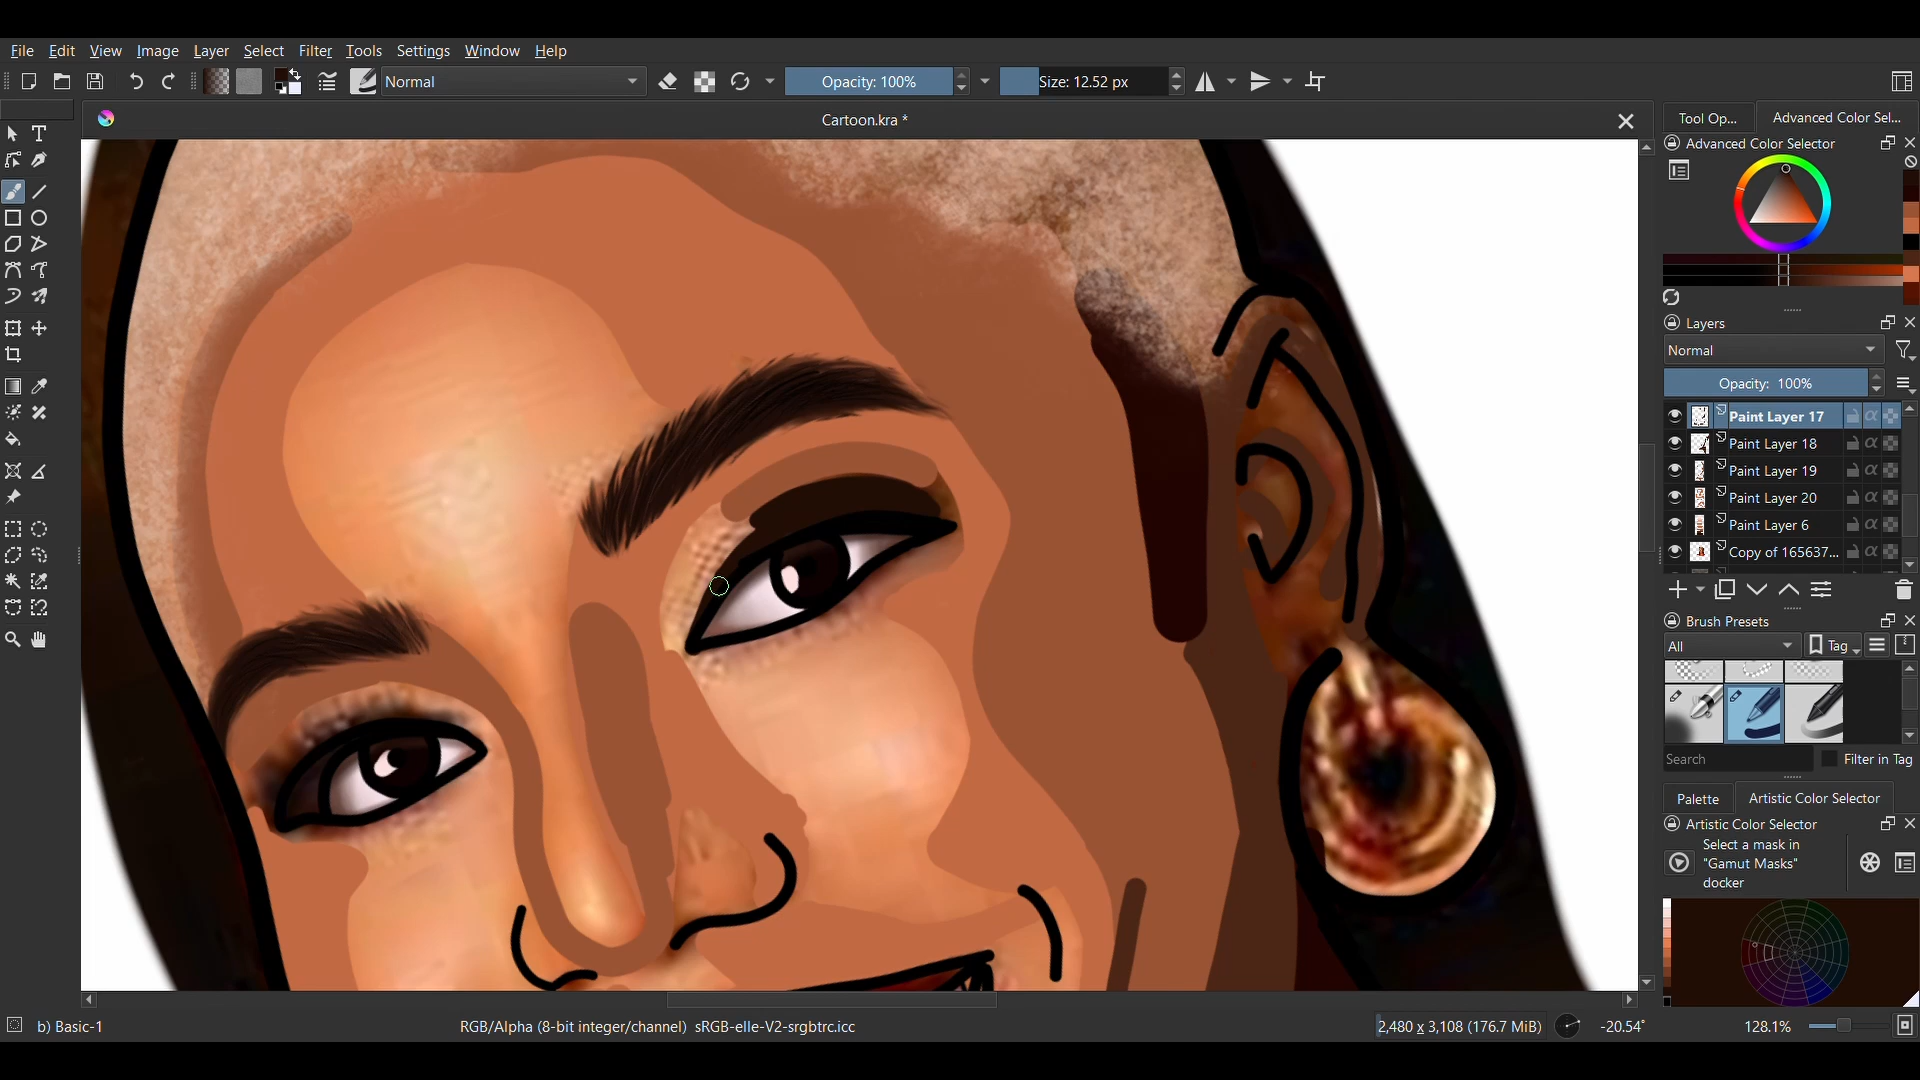 File Edit View Image Layer Select Filter Tools Settings Window Help
Normal Opacity: 100% Size: 12.52 px
Cartoon.kra *
Tool Op... Advanced Color Sel...
Advanced Color Selector
Layers
Normal
Opacity: 100%
Paint Layer 17
Paint Layer 18
Paint Layer 19
Paint Layer 20
Paint Layer 6
Copy of 165637...
Brush Presets
All Tag
Search Filter in Tag
Palette Artistic Color Selector
Artistic Color Selector
Select a mask in
"Gamut Masks"
docker
b) Basic-1 RGB/Alpha (8-bit integer/channel) sRGB-elle-V2-srgbtrc.icc 2,480 x 3,108 (176.7 MiB) -20.54° 128.1%